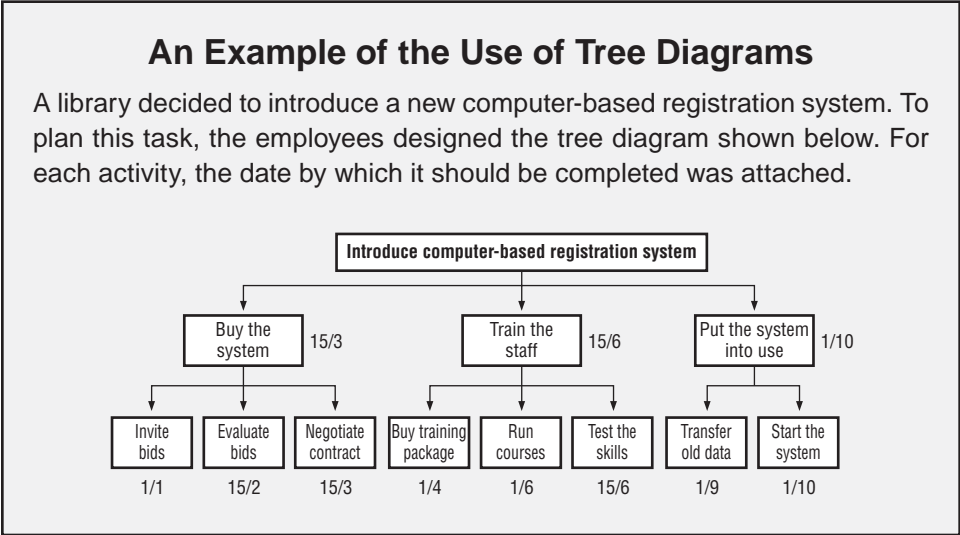 An Example of the Use of Tree Diagrams
A library decided to introduce a new computer-based registration system. To
plan this task, the employees designed the tree diagram shown below. For
each activity, the date by which it should be completed was attached.
Introduce computer-based registration system
Buy the
system
15/3
Train the
staff
15/6
Put the system
into use
1/10
Invite
bids
1/1
Evaluate
bids
15/2
Negotiate
contract
15/3
Buy training
package
1/4
Run
courses
1/6
Test the
skills
15/6
Transfer
old data
1/9
Start the
system
1/10